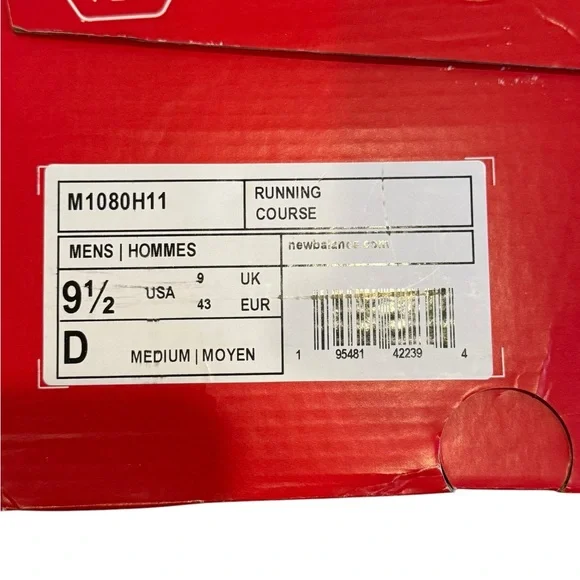 M1080H11
RUNNING
COURSE
MENS | HOMMES
newbalance.com
9½ USA 9 UK
43 EUR
D MEDIUM | MOYEN
1 95481 42239 4